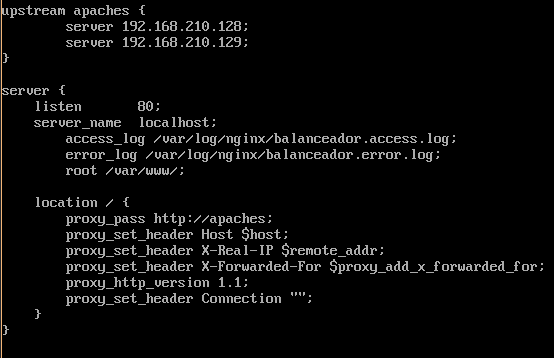 upstream apaches {
        server 192.168.210.128;
        server 192.168.210.129;
}

server {
    listen       80;
    server_name  localhost;
        access_log /var/log/nginx/balanceador.access.log;
        error_log /var/log/nginx/balanceador.error.log;
        root /var/www/;

    location / {
        proxy_pass http://apaches;
        proxy_set_header Host $host;
        proxy_set_header X-Real-IP $remote_addr;
        proxy_set_header X-Forwarded-For $proxy_add_x_forwarded_for;
        proxy_http_version 1.1;
        proxy_set_header Connection "";
    }
}